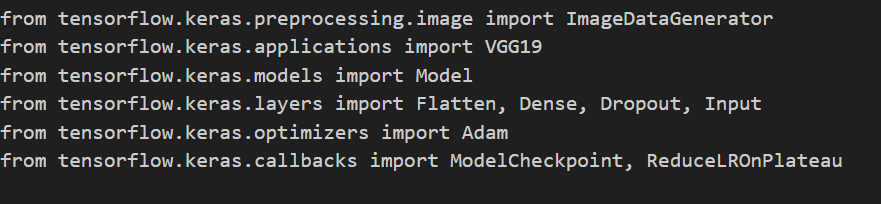 from tensorflow.keras.preprocessing.image import ImageDataGenerator
from tensorflow.keras.applications import VGG19
from tensorflow.keras.models import Model
from tensorflow.keras.layers import Flatten, Dense, Dropout, Input
from tensorflow.keras.optimizers import Adam
from tensorflow.keras.callbacks import ModelCheckpoint, ReduceLROnPlateau